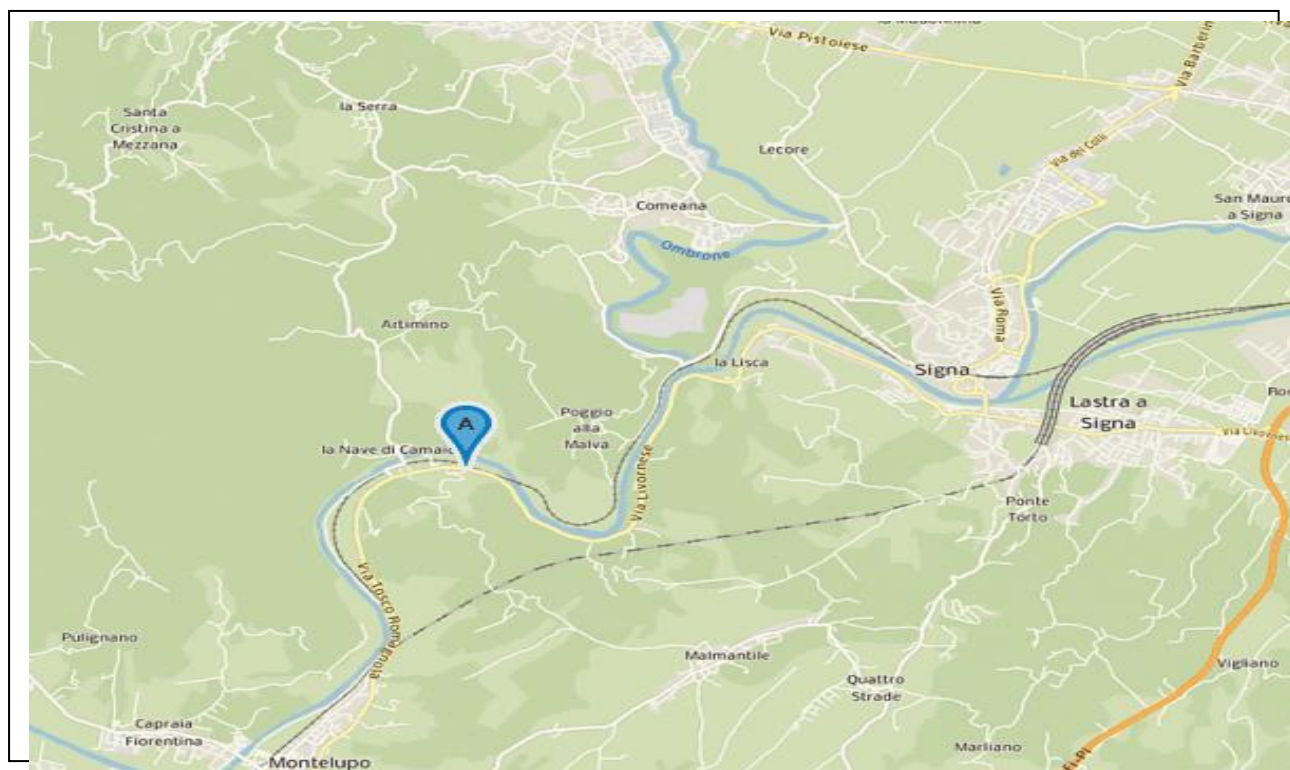 Via Pistoiese
Via Barberin
Santa
Cristina a
Mezzana
la Serra
Lecore
Via dei Colli
Comeana
San Mauro
a Signa
Ombrone
Artimino
Via Roma
la Lisca
Signa
Lastra a
Signa
Poggio
alla
Malva
A
la Nave di Camaio
Via Livornese
Via Livornese
Ponte
Torto
Via Tosco Romagnola
Pulignano
Malmantile
Quattro
Strade
Vigliano
Capraia
Fiorentina
Montelupo
Marliano